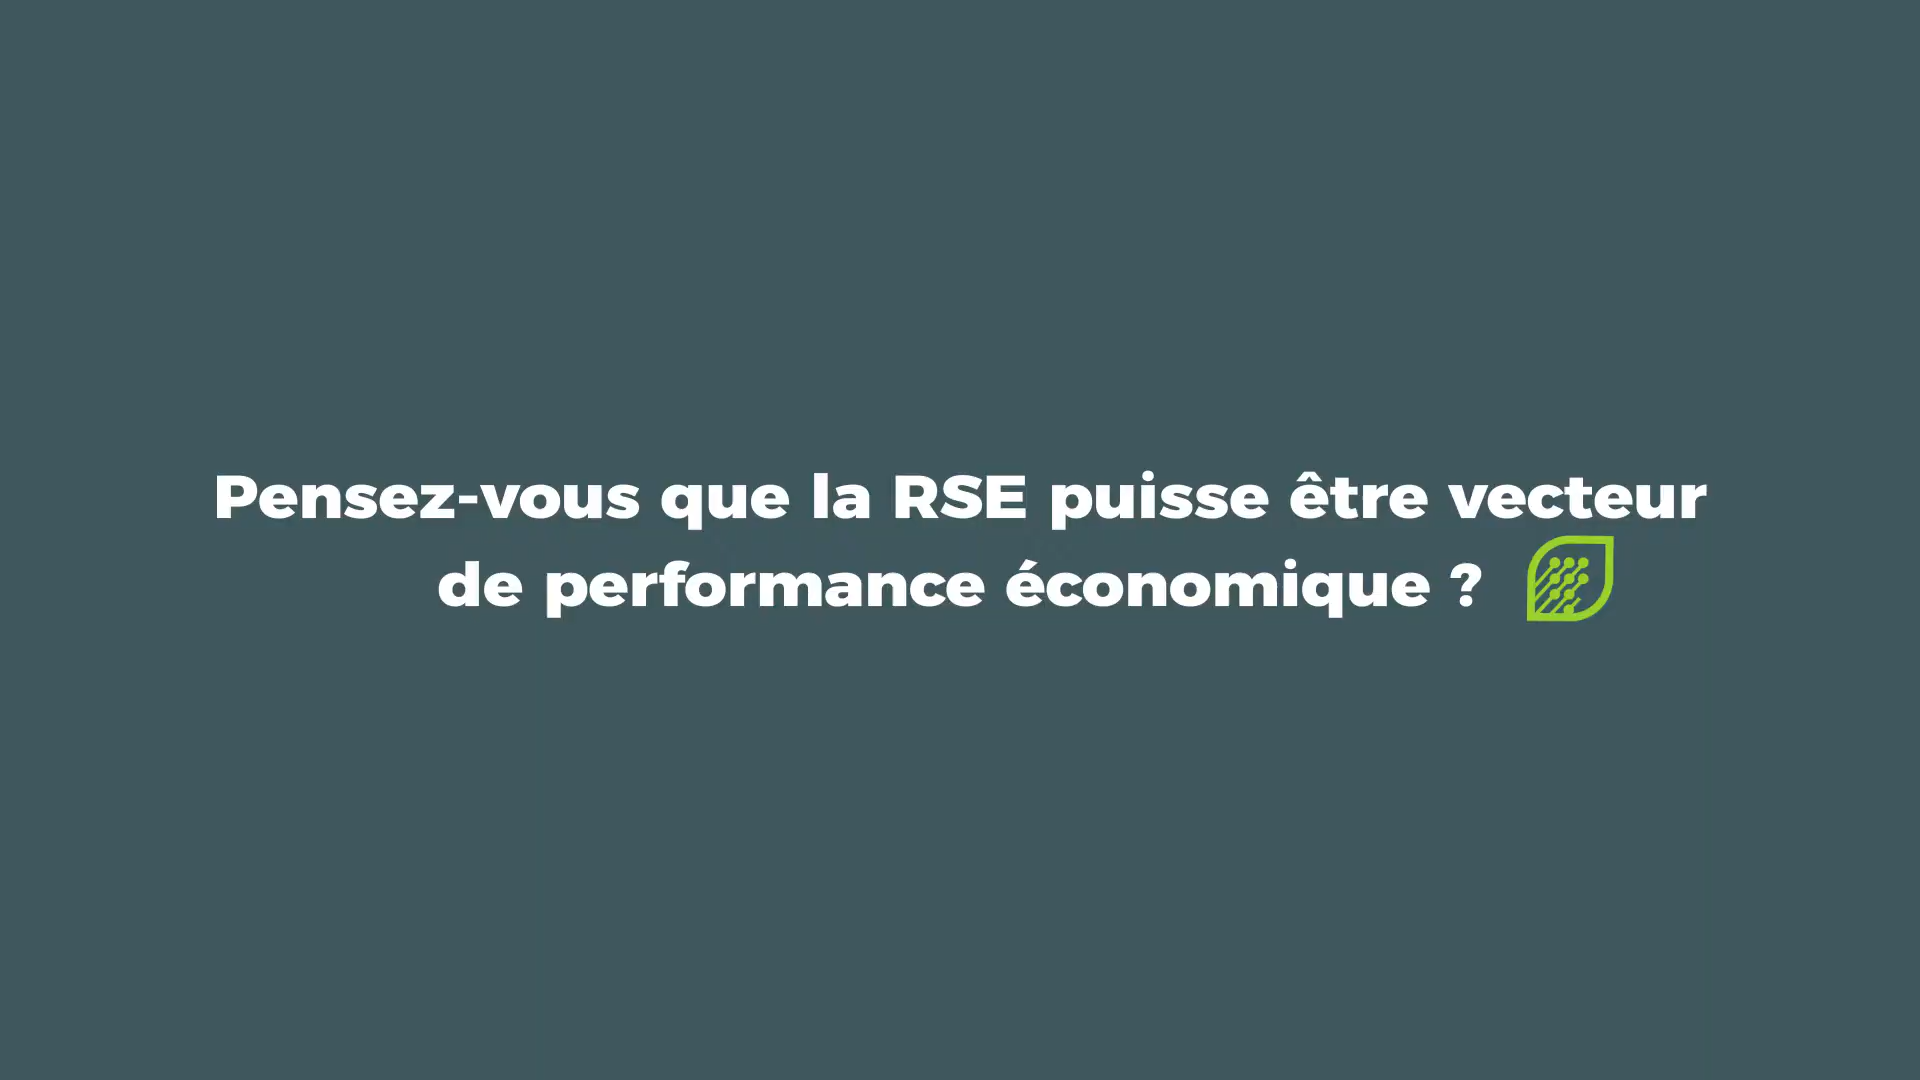 Pensez-vous que la RSE puisse être vecteur
de performance économique ?